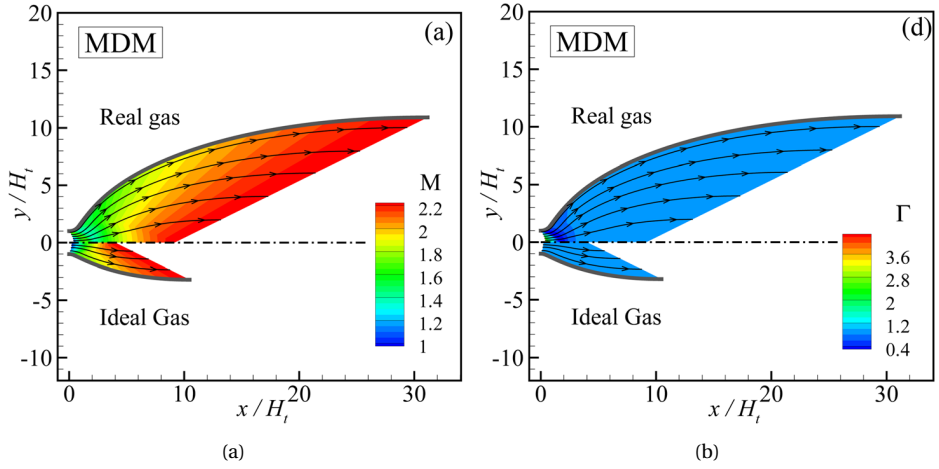 (a)
MDM
Real gas
Ideal Gas
20
15
10
5
0
-5
-10
y / H_t
0
10
20
30
x / H_t
M
2.2
2
1.8
1.6
1.4
1.2
1
(a)
(d)
MDM
Real gas
Ideal Gas
20
15
10
5
0
-5
-10
y / H_t
0
10
20
30
x / H_t
Γ
3.6
2.8
2
1.2
0.4
(b)